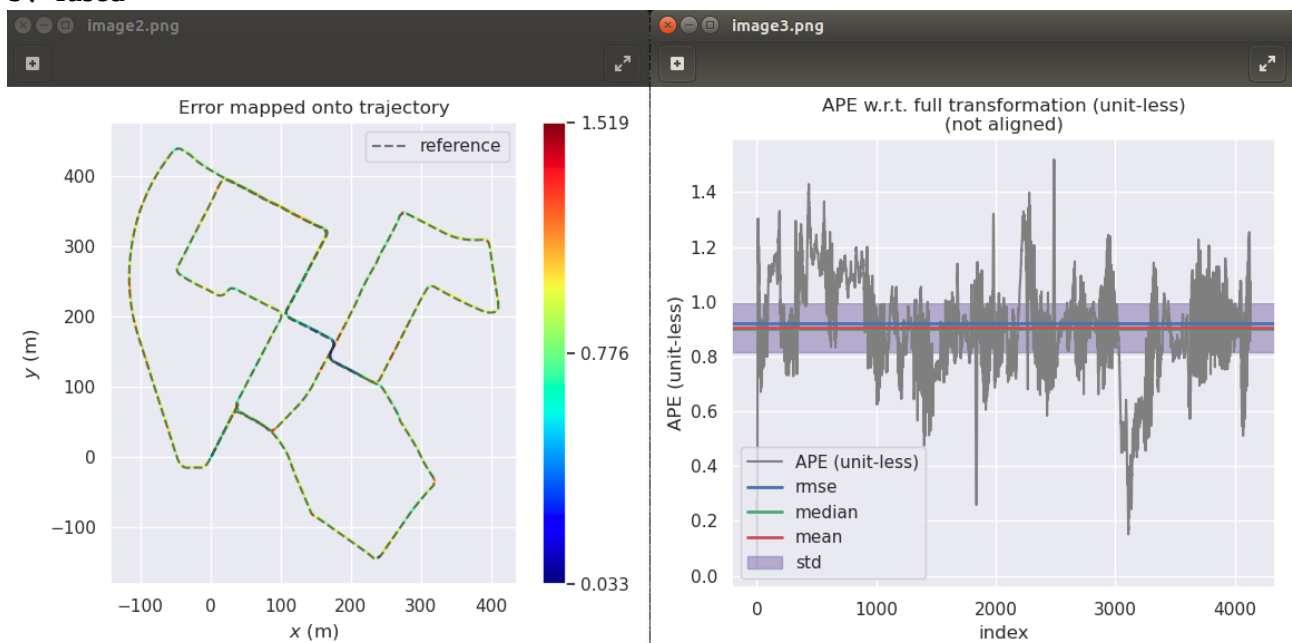 image2.png
Error mapped onto trajectory
reference
1.519
0.776
0.033
400
300
200
100
0
−100
y (m)
−100 0 100 200 300 400
x (m)
image3.png
APE w.r.t. full transformation (unit-less)
(not aligned)
1.4
1.2
1.0
0.8
0.6
0.4
0.2
0.0
APE (unit-less)
APE (unit-less)
rmse
median
mean
std
0 1000 2000 3000 4000
index